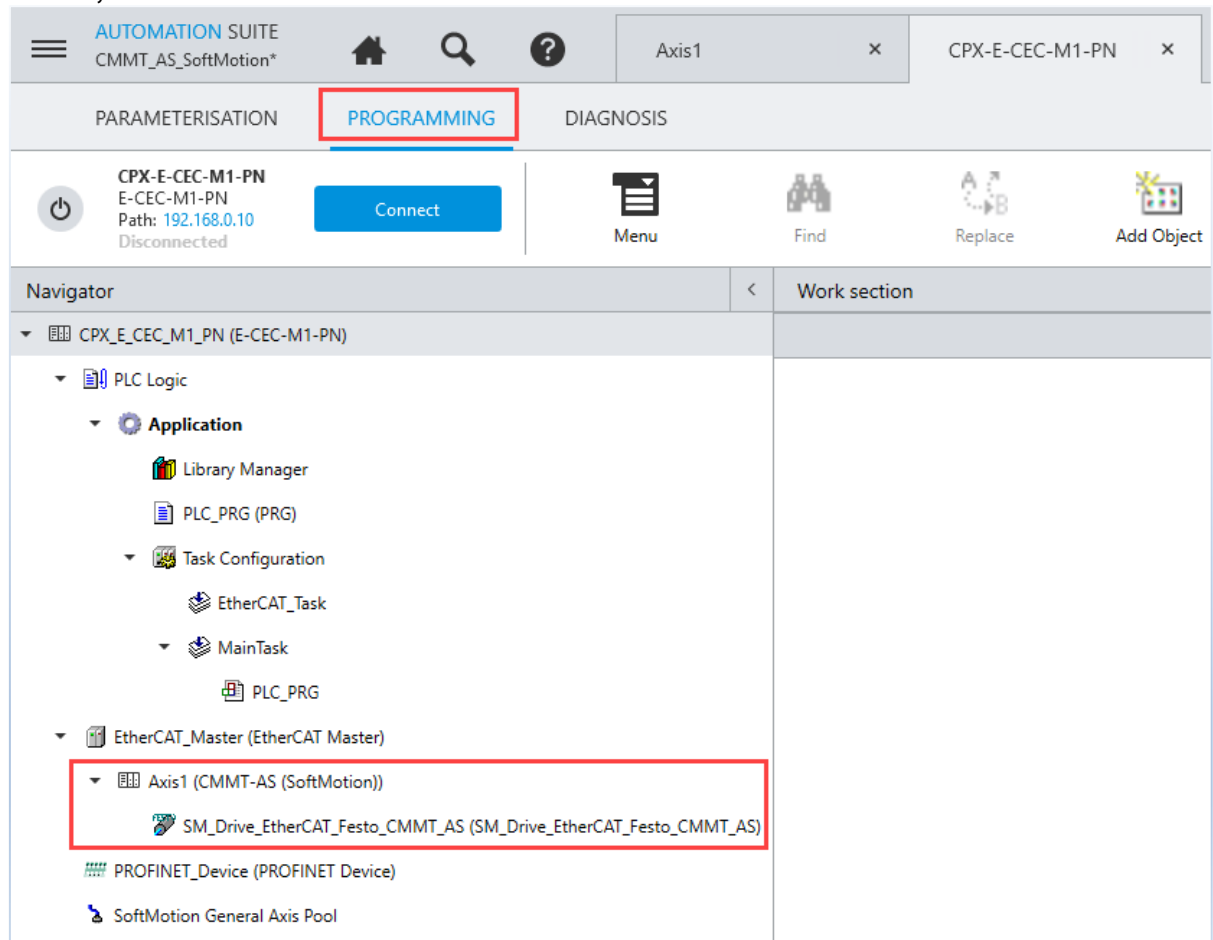 AUTOMATION SUITE
CMMT_AS_SoftMotion*
Axis1
CPX-E-CEC-M1-PN
PARAMETERISATION
PROGRAMMING
DIAGNOSIS
CPX-E-CEC-M1-PN
E-CEC-M1-PN
Path: 192.168.0.10
Disconnected
Connect
Menu
Find
Replace
Add Object
Navigator
Work section
CPX_E_CEC_M1_PN (E-CEC-M1-PN)
PLC Logic
Application
Library Manager
PLC_PRG (PRG)
Task Configuration
EtherCAT_Task
MainTask
PLC_PRG
EtherCAT_Master (EtherCAT Master)
Axis1 (CMMT-AS (SoftMotion))
SM_Drive_EtherCAT_Festo_CMMT_AS (SM_Drive_EtherCAT_Festo_CMMT_AS)
PROFINET_Device (PROFINET Device)
SoftMotion General Axis Pool